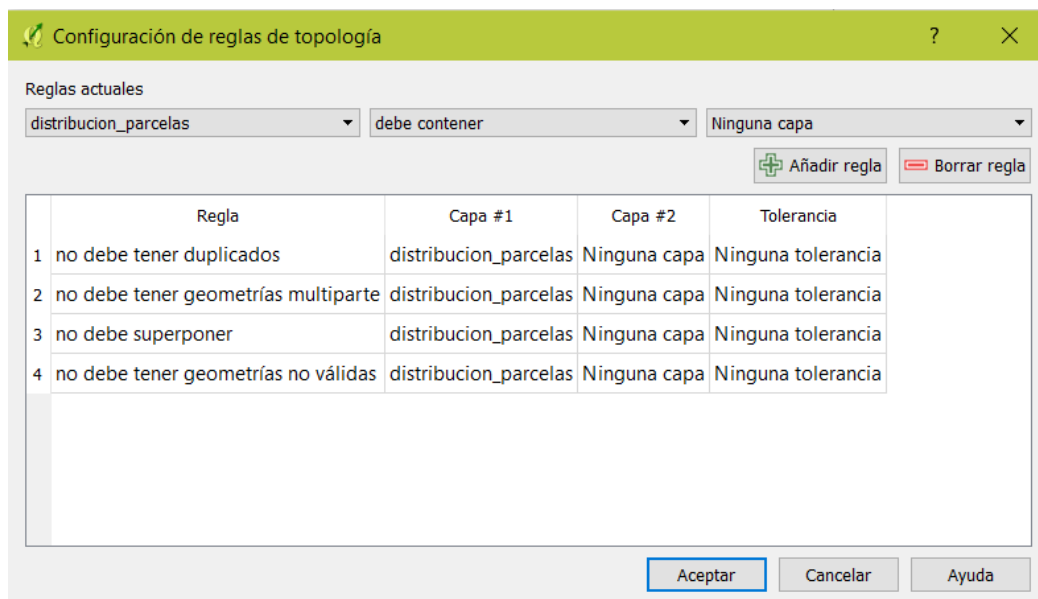 Configuración de reglas de topología ?
Reglas actuales
distribucion_parcelas debe contener Ninguna capa
Añadir regla Borrar regla
Regla Capa #1 Capa #2 Tolerancia
1 no debe tener duplicados distribucion_parcelas Ninguna capa Ninguna tolerancia
2 no debe tener geometrías multiparte distribucion_parcelas Ninguna capa Ninguna tolerancia
3 no debe superponer distribucion_parcelas Ninguna capa Ninguna tolerancia
4 no debe tener geometrías no válidas distribucion_parcelas Ninguna capa Ninguna tolerancia
Aceptar Cancelar Ayuda